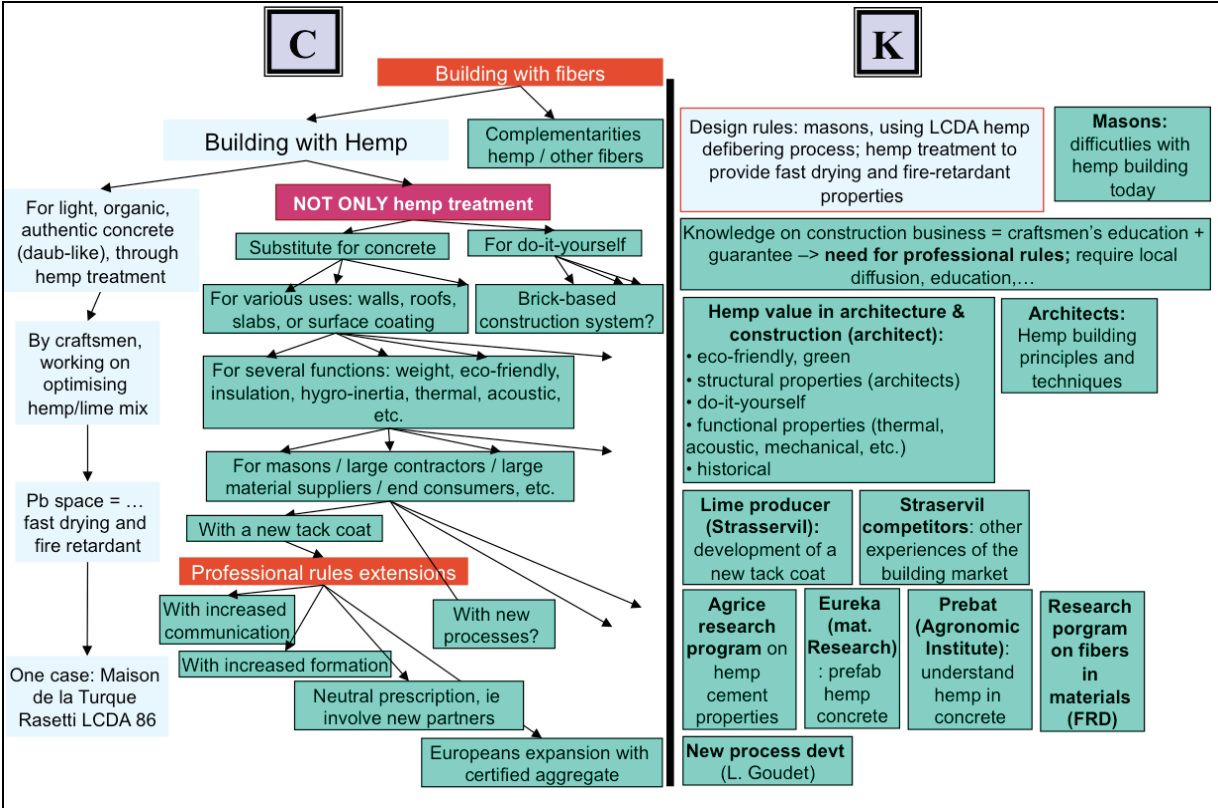 C
K
Building with fibers
Building with Hemp
Complementarities
hemp / other fibers
For light, organic,
authentic concrete
(daub-like), through
hemp treatment
NOT ONLY hemp treatment
Substitute for concrete
For do-it-yourself
For various uses: walls, roofs,
slabs, or surface coating
Brick-based
construction system?
By craftsmen,
working on
optimising
hemp/lime mix
For several functions: weight, eco-friendly,
insulation, hygro-inertia, thermal, acoustic,
etc.
For masons / large contractors / large
material suppliers / end consumers, etc.
Pb space = …
fast drying and
fire retardant
With a new tack coat
Professional rules extensions
With increased
communication
With new
processes?
With increased formation
One case: Maison
de la Turque
Rasetti LCDA 86
Neutral prescription, ie
involve new partners
Europeans expansion with
certified aggregate
Design rules: masons, using LCDA hemp
defibering process; hemp treatment to
provide fast drying and fire-retardant
properties
Masons:
difficutlies with
hemp building
today
Knowledge on construction business = craftsmen's education +
guarantee –> need for professional rules; require local
diffusion, education,…
Hemp value in architecture &
construction (architect):
• eco-friendly, green
• structural properties (architects)
• do-it-yourself
• functional properties (thermal,
acoustic, mechanical, etc.)
• historical
Architects:
Hemp building
principles and
techniques
Lime producer
(Strasservil):
development of a
new tack coat
Straservil
competitors: other
experiences of the
building market
Agrice
research
program on
hemp
cement
properties
Eureka
(mat.
Research)
: prefab
hemp
concrete
Prebat
(Agronomic
Institute):
understand
hemp in
concrete
Research
porgram
on fibers
in
materials
(FRD)
New process devt
(L. Goudet)